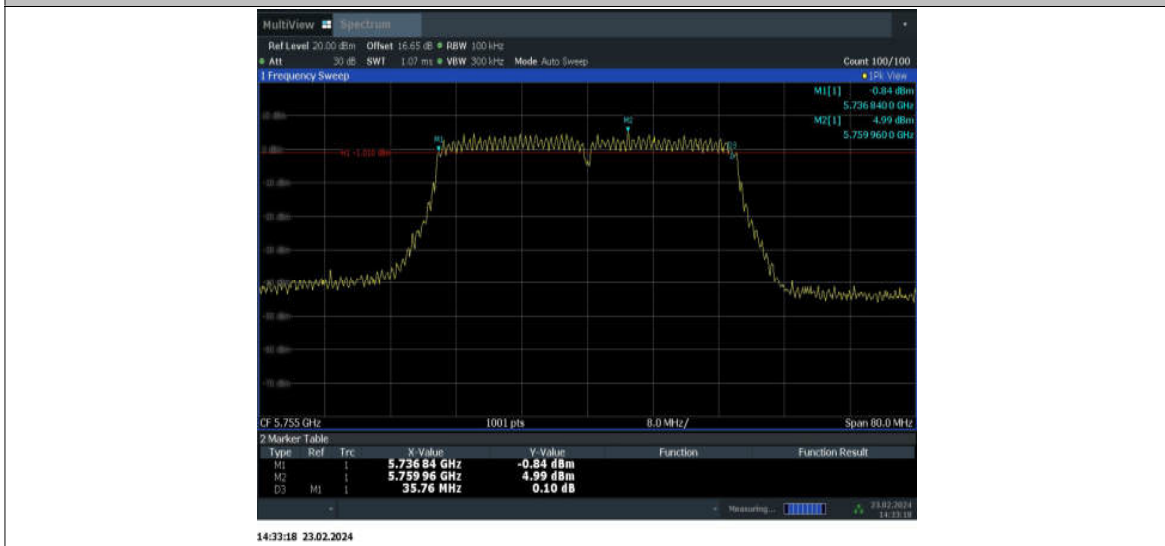 MultiView Spectrum
Ref Level 20.00 dBm Offset 16.65 dB RBW 100 kHz
Att 30 dB SWT 1.07 ms VBW 300 kHz Mode Auto Sweep Count 100/100
1 Frequency Sweep 1Pk View
M1[1] -0.84 dBm
5.736 840 0 GHz
M2[1] 4.99 dBm
5.759 960 0 GHz
M2
M1
D3
H1 -1.010 dBm
CF 5.755 GHz 1001 pts 8.0 MHz/ Span 80.0 MHz
2 Marker Table
Type Ref Trc X-Value Y-Value Function Function Result
M1 1 5.736 84 GHz -0.84 dBm
M2 1 5.759 96 GHz 4.99 dBm
D3 M1 1 35.76 MHz 0.10 dB
Measuring... 23.02.2024
14:33:18
14:33:18 23.02.2024